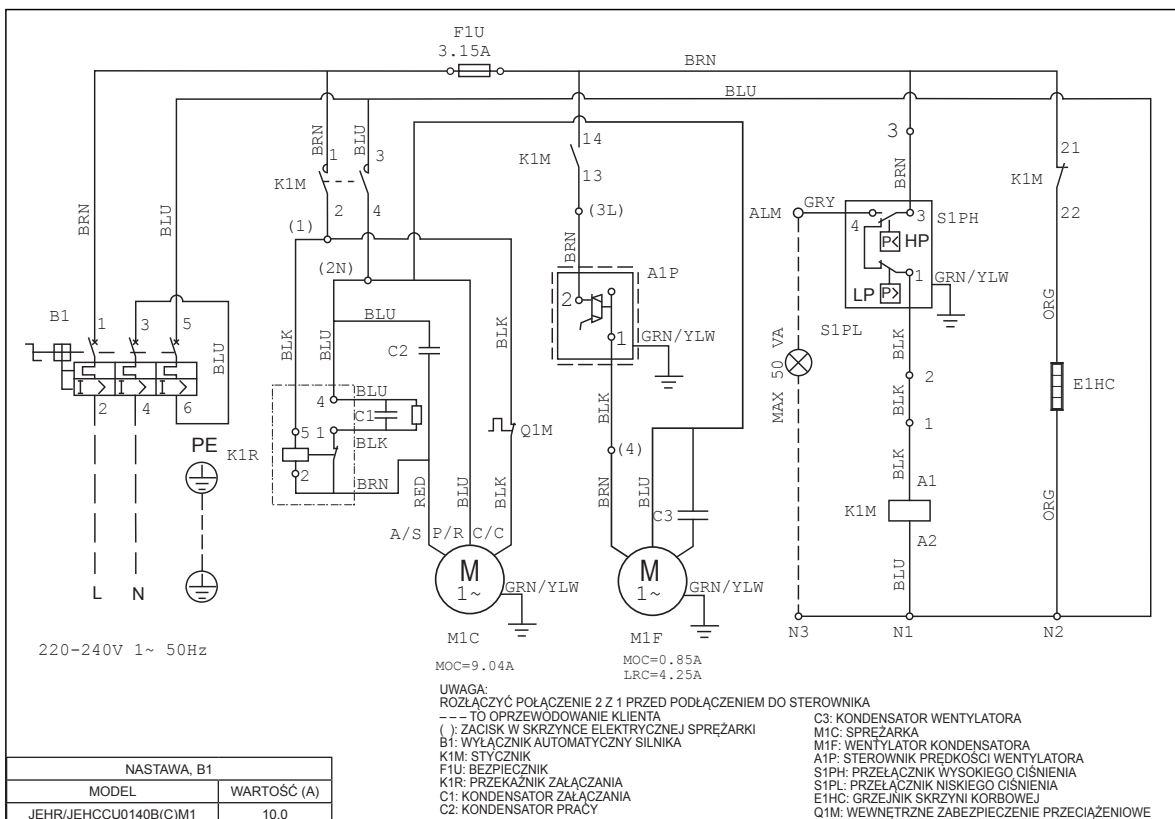 F1U
3.15A
BRN
BLU
BRN
BLU
BRN
1
BLU
3
K1M
2
4
(1)
(2N)
14
K1M
13
(3L)
BRN
A1P
2
1
GRN/YLW
3
BRN
ALM
GRY
4
3
S1PH
P<
HP
1
GRN/YLW
LP
P>
S1PL
21
K1M
22
ORG
B1
1
3
5
BLU
I>
I>
I>
2
4
6
PE
BLK
BLU
BLU
C2
BLK
4
BLU
C1
5
1
BLK
K1R
2
BRN
Q1M
RED
BLU
BLK
A/S
P/R
C/C
M
1~
GRN/YLW
M1C
MOC=9.04A
BLK
(4)
BRN
BLU
C3
M
1~
GRN/YLW
M1F
MOC=0.85A
LRC=4.25A
MAX 50 VA
BLK
2
BLK
1
BLK
A1
K1M
A2
BLU
E1HC
ORG
N3
N1
N2
L
N
220-240V 1~ 50Hz
UWAGA:
ROZŁĄCZYĆ POŁĄCZENIE 2 Z 1 PRZED PODŁĄCZENIEM DO STEROWNIKA
– – – TO OPRZEWODOWANIE KLIENTA
( ): ZACISK W SKRZYNCE ELEKTRYCZNEJ SPRĘŻARKI
B1: WYŁĄCZNIK AUTOMATYCZNY SILNIKA
K1M: STYCZNIK
F1U: BEZPIECZNIK
K1R: PRZEKAŹNIK ZAŁĄCZANIA
C1: KONDENSATOR ZAŁĄCZANIA
C2: KONDENSATOR PRACY
C3: KONDENSATOR WENTYLATORA
M1C: SPRĘŻARKA
M1F: WENTYLATOR KONDENSATORA
A1P: STEROWNIK PRĘDKOŚCI WENTYLATORA
S1PH: PRZEŁĄCZNIK WYSOKIEGO CIŚNIENIA
S1PL: PRZEŁĄCZNIK NISKIEGO CIŚNIENIA
E1HC: GRZEJNIK SKRZYNI KORBOWEJ
Q1M: WEWNĘTRZNE ZABEZPIECZENIE PRZECIĄŻENIOWE
NASTAWA, B1
MODEL WARTOŚĆ (A)
JEHR/JEHCCU0140B(C)M1 10,0